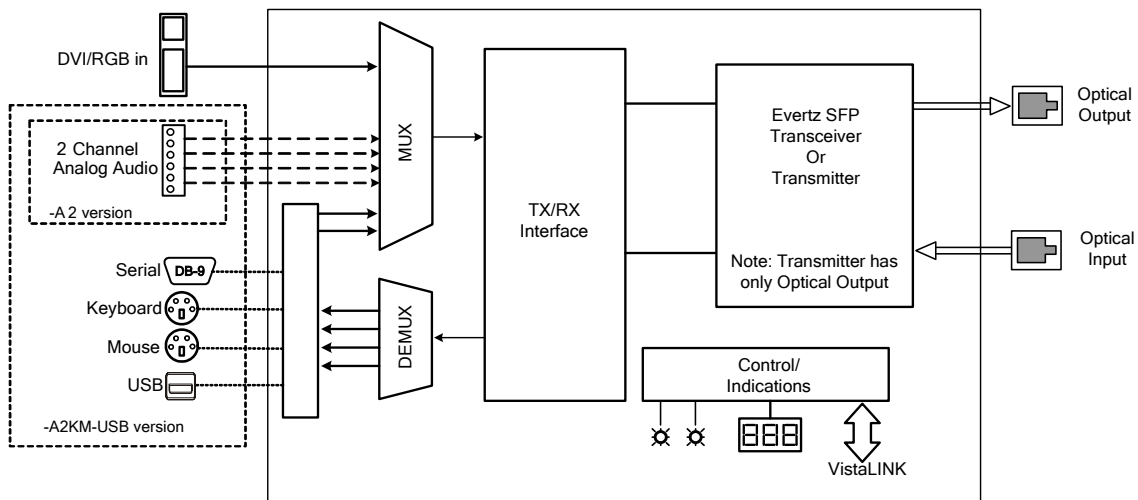 DVI/RGB in
2 Channel
Analog Audio
-A 2 version
Serial
DB-9
Keyboard
Mouse
USB
-A2KM-USB version
MUX
DEMUX
TX/RX
Interface
Evertz SFP
Transceiver
Or
Transmitter
Note: Transmitter has
only Optical Output
Control/
Indications
VistaLINK
Optical
Output
Optical
Input